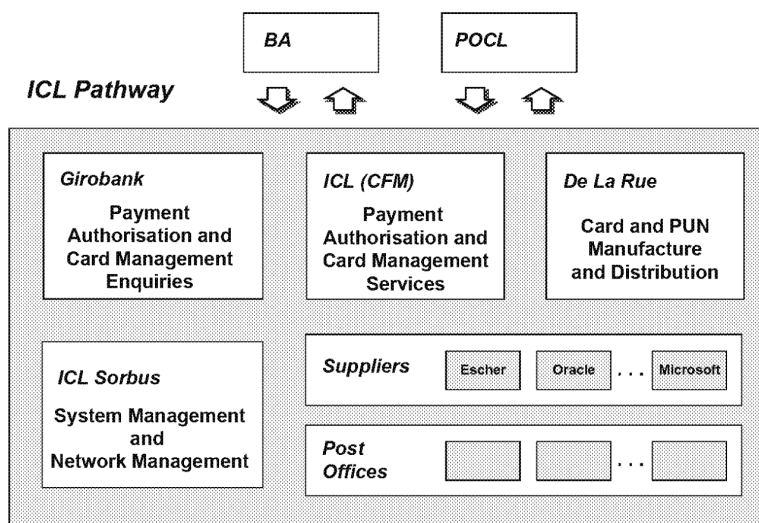 BA
POCL
ICL Pathway
Girobank
Payment
Authorisation and
Card Management
Enquiries
ICL (CFM)
Payment
Authorisation and
Card Management
Services
De La Rue
Card and PUN
Manufacture
and Distribution
ICL Sorbus
System Management
and
Network Management
Suppliers
Escher
Oracle
. . .
Microsoft
Post
Offices
. . .